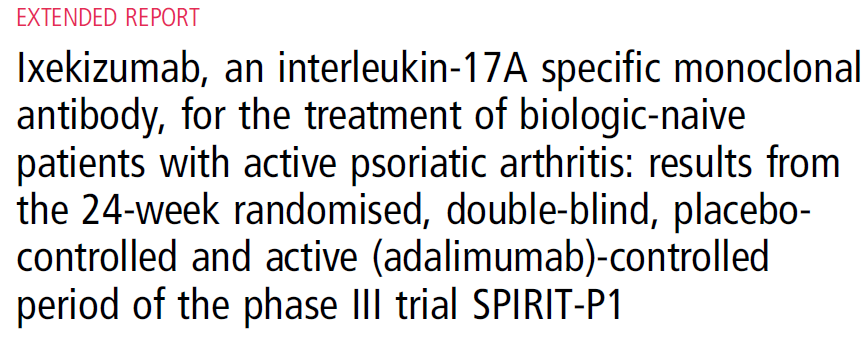 EXTENDED REPORT
Ixekizumab, an interleukin-17A specific monoclonal
antibody, for the treatment of biologic-naive
patients with active psoriatic arthritis: results from
the 24-week randomised, double-blind, placebo-
controlled and active (adalimumab)-controlled
period of the phase III trial SPIRIT-P1